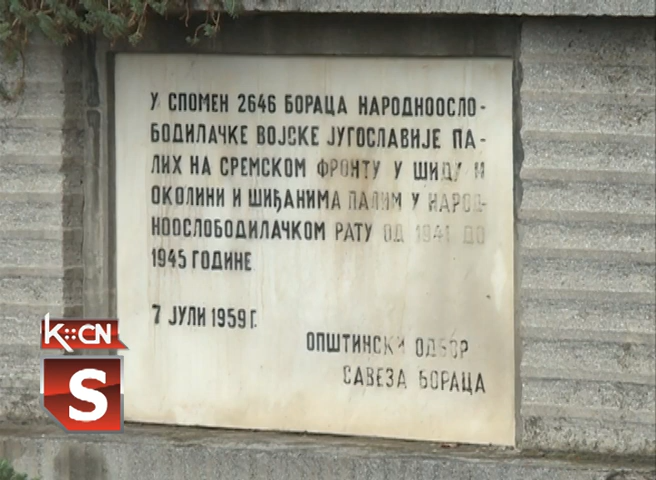 У СПОМЕН 2646 БОРАЦА НАРОДНООСЛО-
БОДИЛАЧКЕ ВОЈСКЕ ЈУГОСЛАВИЈЕ ПА-
ЛИХ НА СРЕМСКОМ ФРОНТУ У ШИДУ И
ОКОЛИНИ И ШИЂАНИМА ПАЛИМ У НАРОД-
НООСЛОБОДИЛАЧКОМ РАТУ ОД 1941 ДО
1945 ГОДИНЕ
7 ЈУЛИ 1959 Г.
ОПШТИНСКИ ОДБОР
САВЕЗА БОРАЦА
K::CN
S